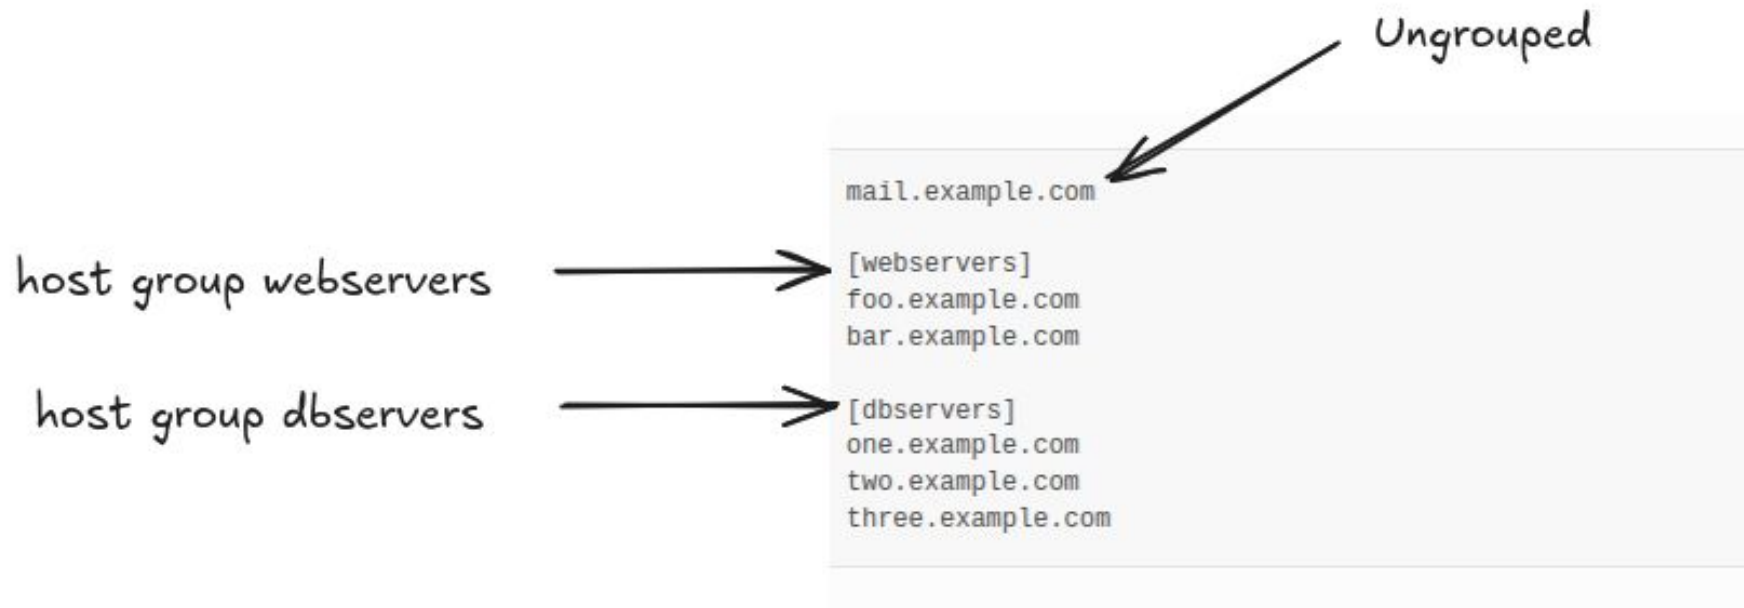 Ungrouped
mail.example.com
host group webservers
[webservers]
foo.example.com
bar.example.com
host group dbservers
[dbservers]
one.example.com
two.example.com
three.example.com